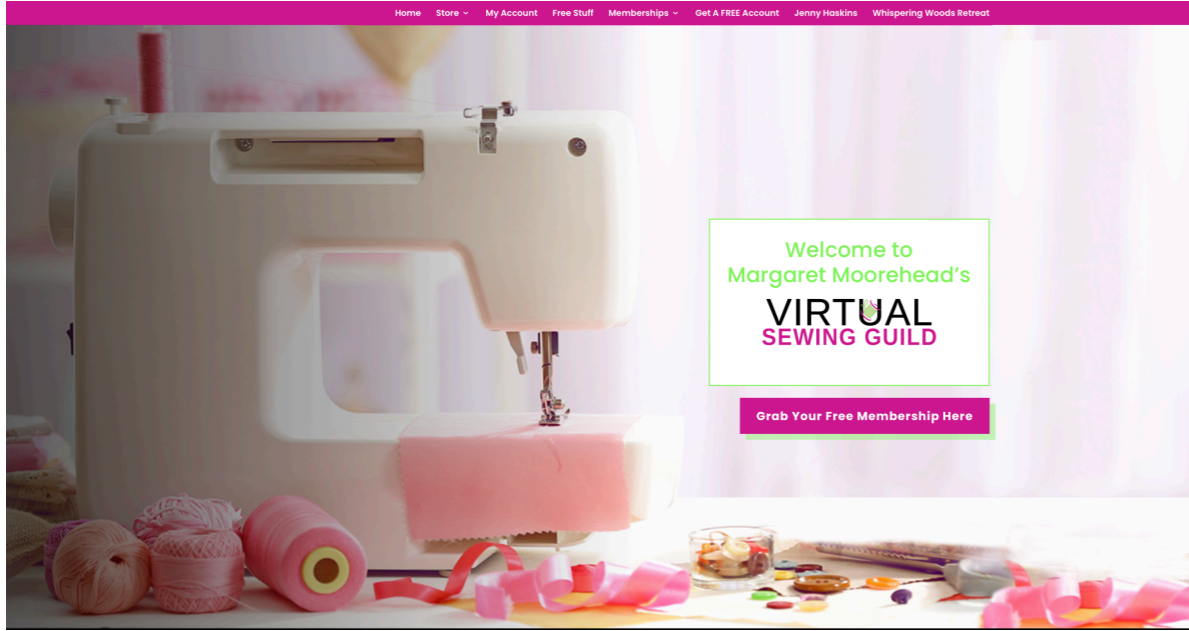 Home Store My Account Free Stuff Memberships Get A FREE Account Jenny Haskins Whispering Woods Retreat
Welcome to
Margaret Moorehead's
VIRTUAL
SEWING GUILD
Grab Your Free Membership Here